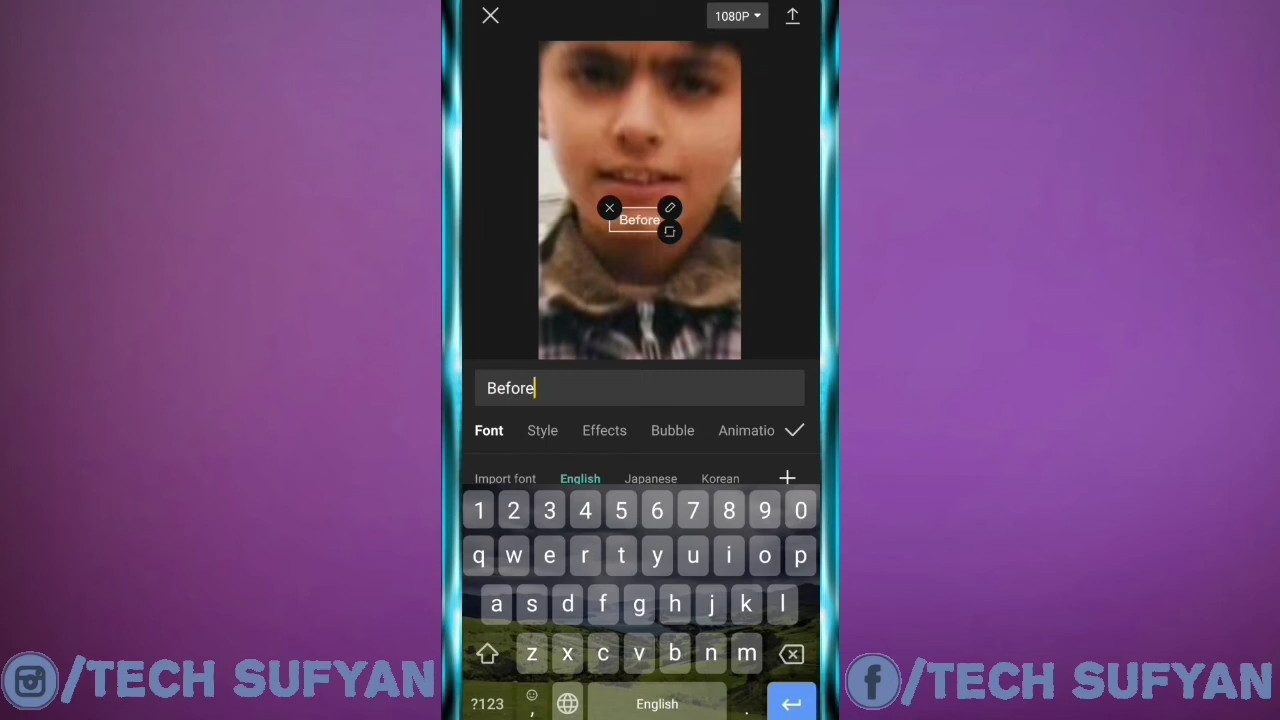 1080P
Before
Before
Font Style Effects Bubble Animatio
Import font English Japanese Korean
1 2 3 4 5 6 7 8 9 0
q w e r t y u i o p
a s d f g h j k l
z x c v b n m
?123 , English .
/TECH SUFYAN
/TECH SUFYAN